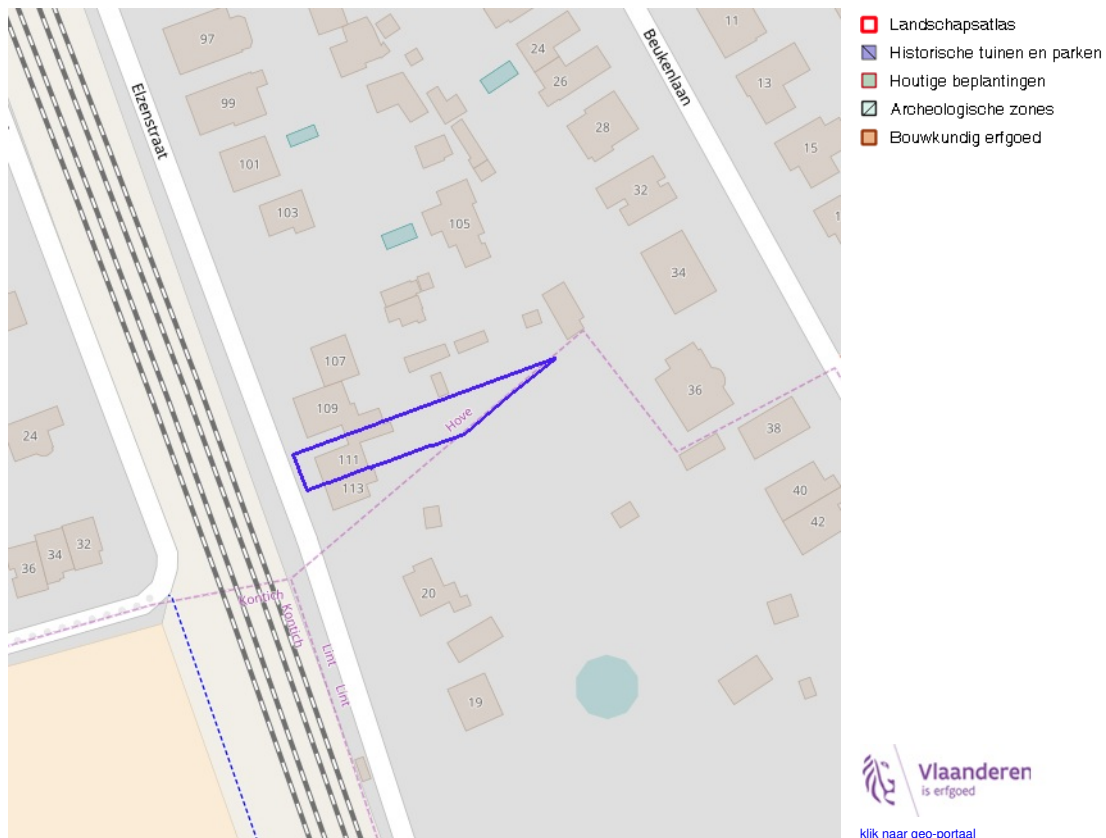 97
99
101
103
105
107
109
111
113
Elzenstraat
Beukenlaan
24
26
28
32
34
36
38
40
42
11
13
15
24
32
34
36
20
19
Hove
Kontich
Kontich
Lint
Lint
Landschapsatlas
Historische tuinen en parken
Houtige beplantingen
Archeologische zones
Bouwkundig erfgoed
Vlaanderen
is erfgoed
klik naar geo-portaal